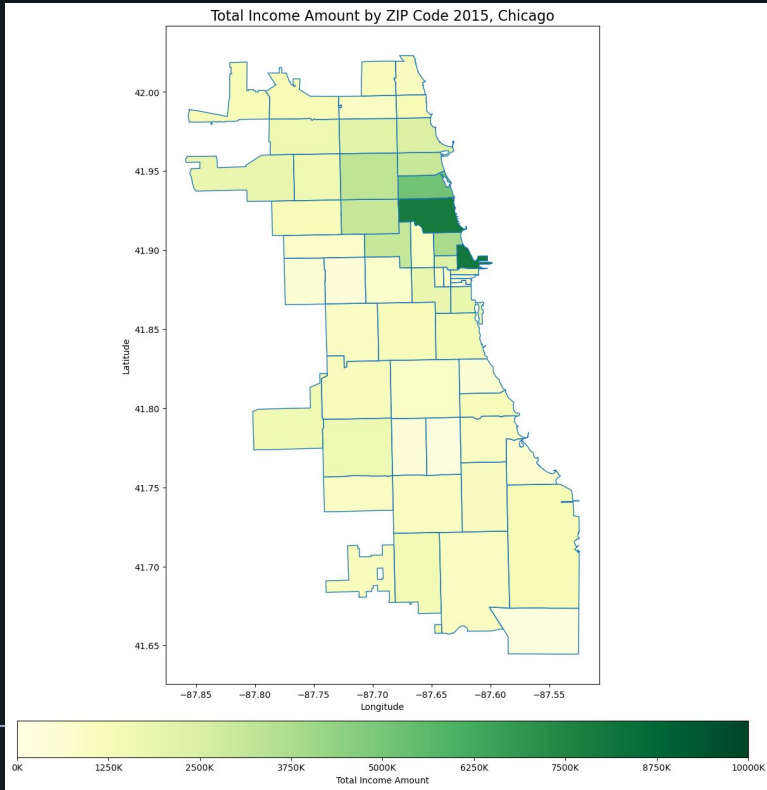 Total Income Amount by ZIP Code 2015, Chicago
42.00
41.95
41.90
41.85
41.80
41.75
41.70
41.65
Latitude
−87.85 −87.80 −87.75 −87.70 −87.65 −87.60 −87.55
Longitude
0K 1250K 2500K 3750K 5000K 6250K 7500K 8750K 10000K
Total Income Amount